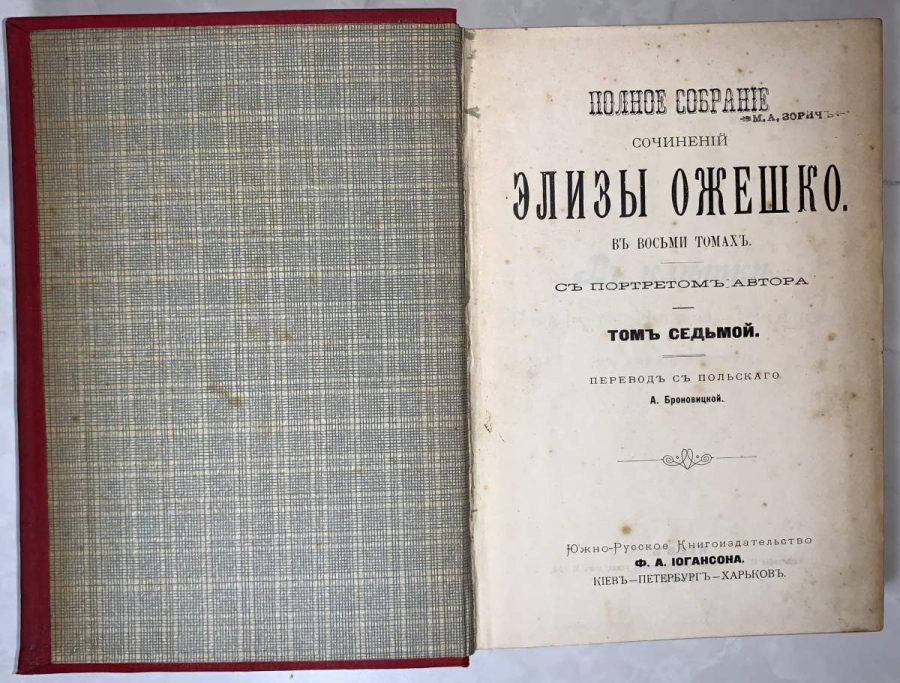 ПОЛНОЕ СОБРАНІЕ
М. А. ЗОРИЧЪ
СОЧИНЕНІЙ
ЭЛИЗЫ ОЖЕШКО.
ВЪ ВОСЬМИ ТОМАХЪ.
СЪ ПОРТРЕТОМЪ АВТОРА
ТОМЪ СЕДЬМОЙ.
ПЕРЕВОДЪ СЪ ПОЛЬСКАГО
А. Броновицкой.
Южно-Русское Книгоиздательство
Ф. А. ІОГАНСОНА.
КІЕВЪ—ПЕТЕРБУРГЪ—ХАРЬКОВЪ.